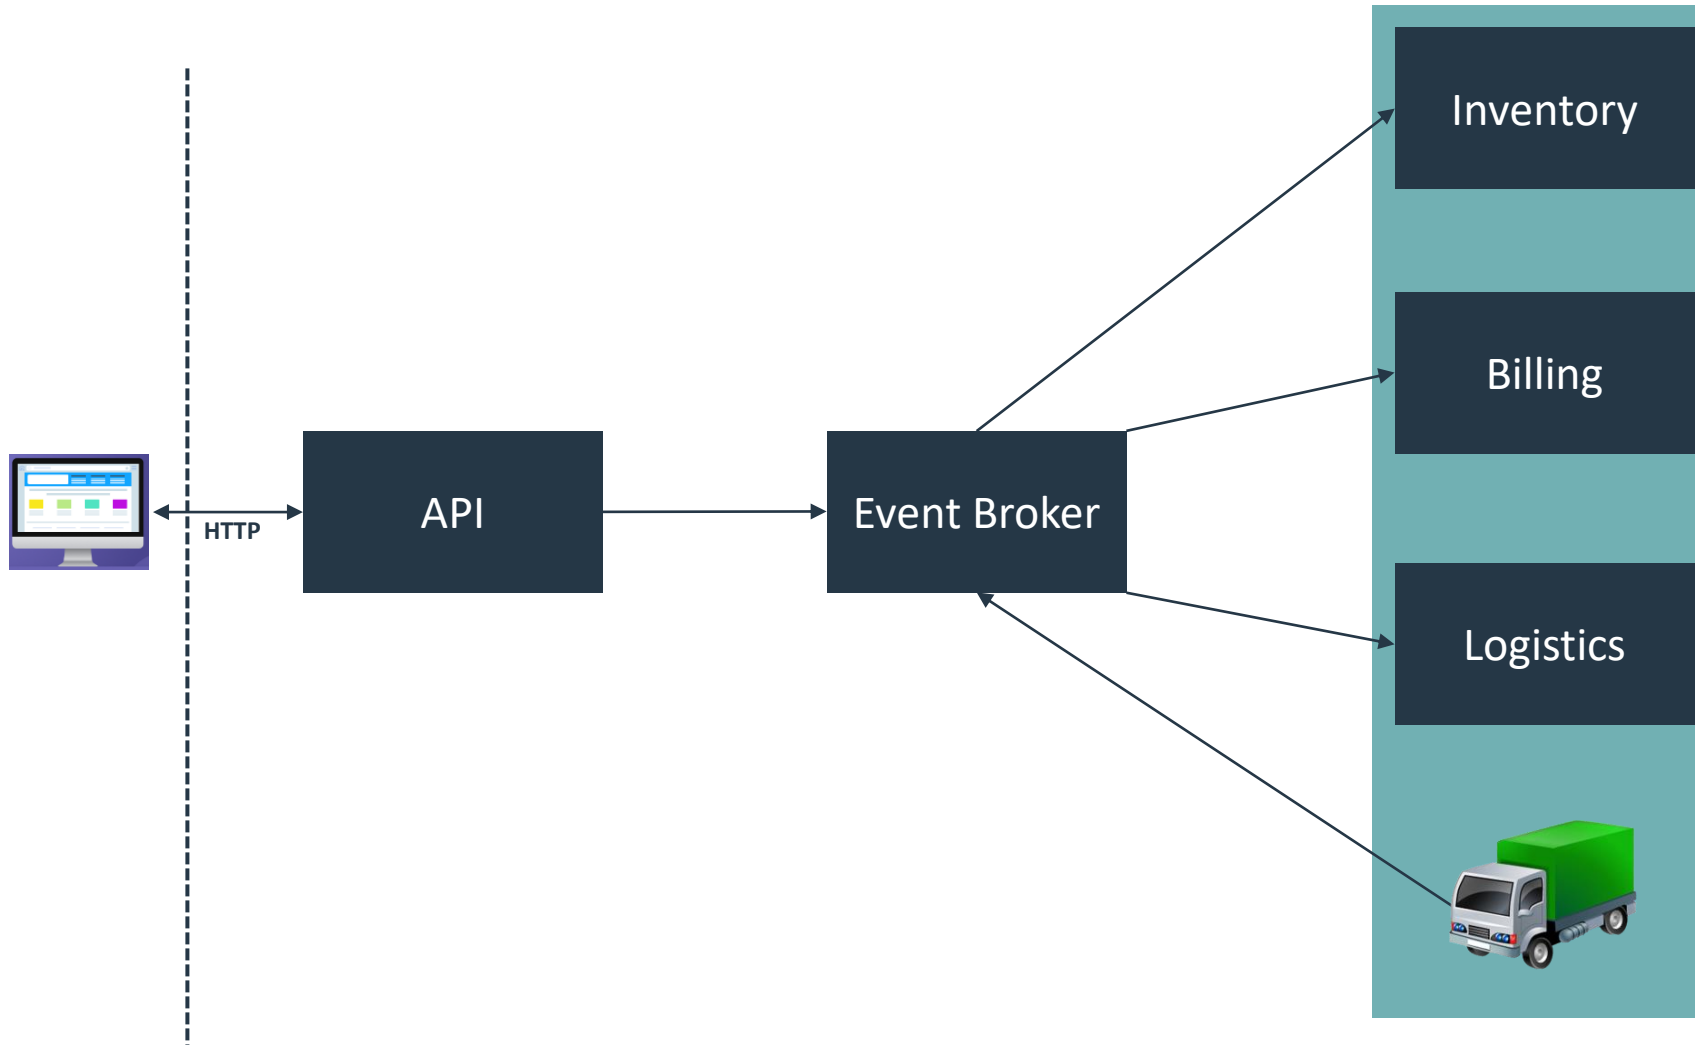 Inventory
Billing
HTTP
API
Event Broker
Logistics